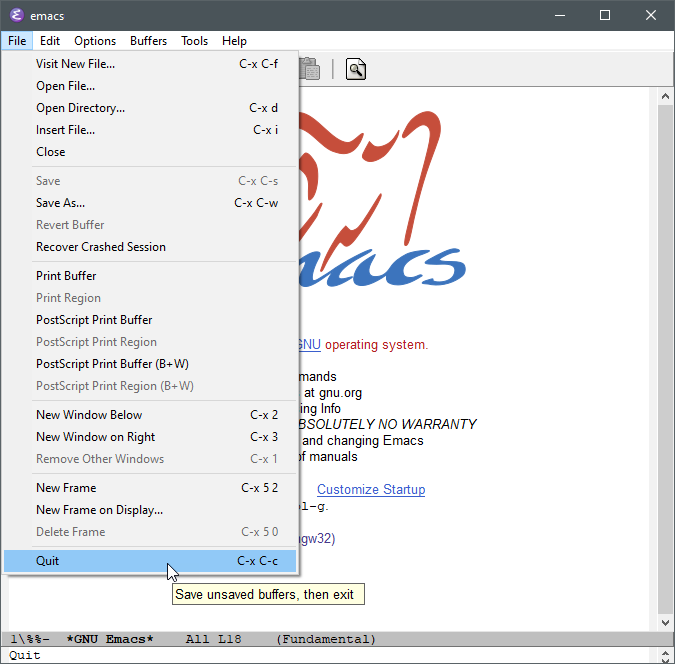 emacs
File Edit Options Buffers Tools Help
Visit New File... C-x C-f
Open File...
Open Directory... C-x d
Insert File... C-x i
Close
Save C-x C-s
Save As... C-x C-w
Revert Buffer
Recover Crashed Session
Print Buffer
Print Region
PostScript Print Buffer
PostScript Print Region
PostScript Print Buffer (B+W)
PostScript Print Region (B+W)
New Window Below C-x 2
New Window on Right C-x 3
Remove Other Windows C-x 1
New Frame C-x 5 2
New Frame on Display...
Delete Frame C-x 5 0
Quit C-x C-c
Save unsaved buffers, then exit
macs
GNU operating system.
mands
at gnu.org
ing Info
BSOLUTELY NO WARRANTY
and changing Emacs
of manuals
Customize Startup
ol-g.
ngw32)
1\%%- *GNU Emacs* All L18 (Fundamental)
Quit